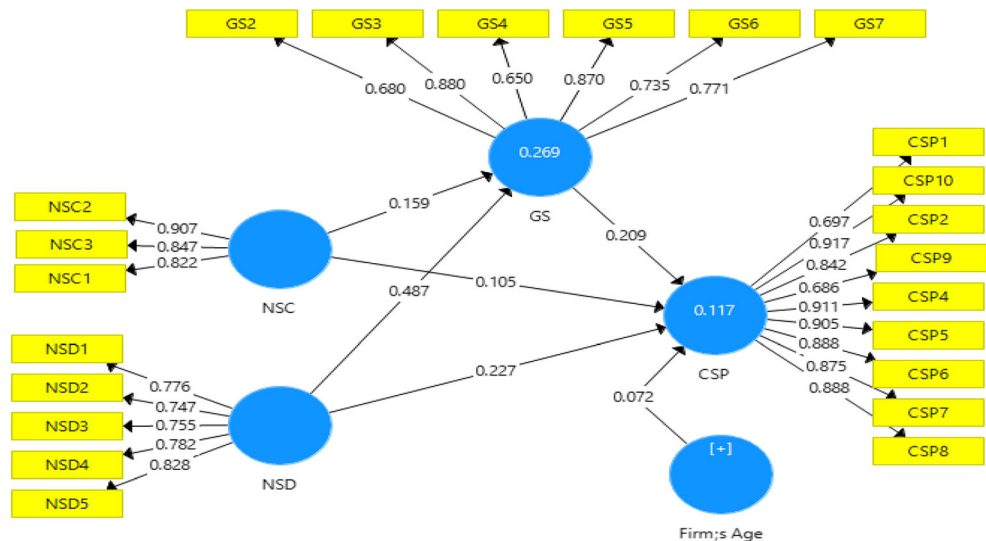 GS2 GS3 GS4 GS5 GS6 GS7
0.680 0.880 0.650 0.870 0.735 0.771
0.269
GS
NSC2
NSC3
NSC1
0.907
0.847
0.822
NSC
0.159
0.487
0.105
0.209
0.227
0.072
NSD1
NSD2
NSD3
NSD4
NSD5
0.776
0.747
0.755
0.782
0.828
NSD
0.117
CSP
[+]
Firm;s Age
0.697
0.917
0.842
0.686
0.911
0.905
0.888
0.875
0.888
CSP1
CSP10
CSP2
CSP9
CSP4
CSP5
CSP6
CSP7
CSP8